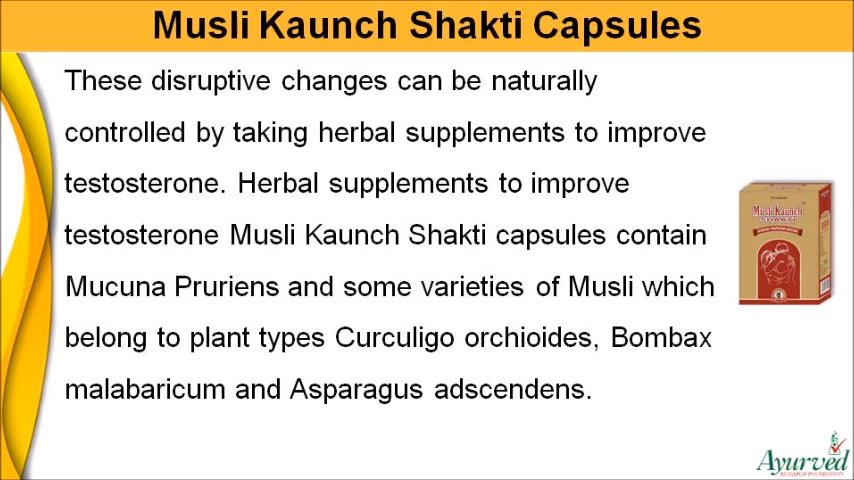 Musli Kaunch Shakti Capsules
These disruptive changes can be naturally
controlled by taking herbal supplements to improve
testosterone. Herbal supplements to improve
testosterone Musli Kaunch Shakti capsules contain
Mucuna Pruriens and some varieties of Musli which
belong to plant types Curculigo orchioides, Bombax
malabaricum and Asparagus adscendens.
Musli Kaunch
SHAKTI
Ayurved
RESEARCH FOUNDATION